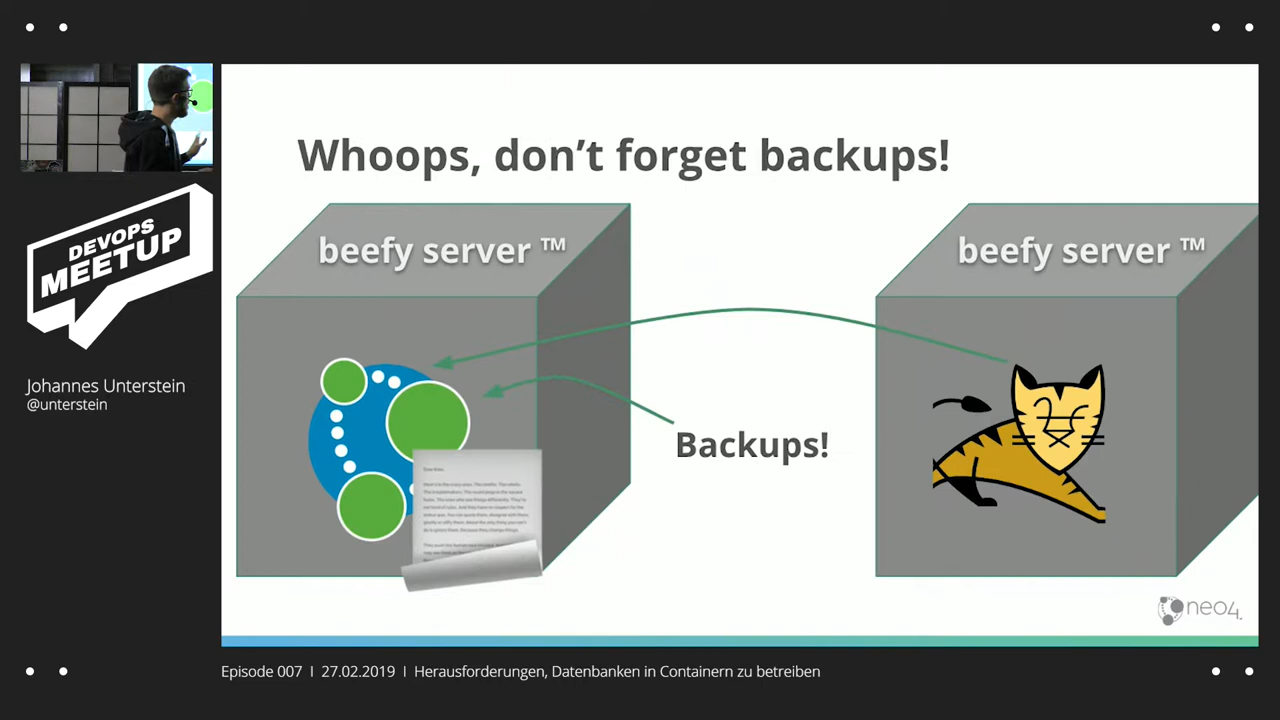 Whoops, don't forget backups!
beefy server ™
beefy server ™
DEVOPS
MEETUP
Johannes Unterstein
@unterstein
Backups!
neo4j
Episode 007 I 27.02.2019 I Herausforderungen, Datenbanken in Containern zu betreiben